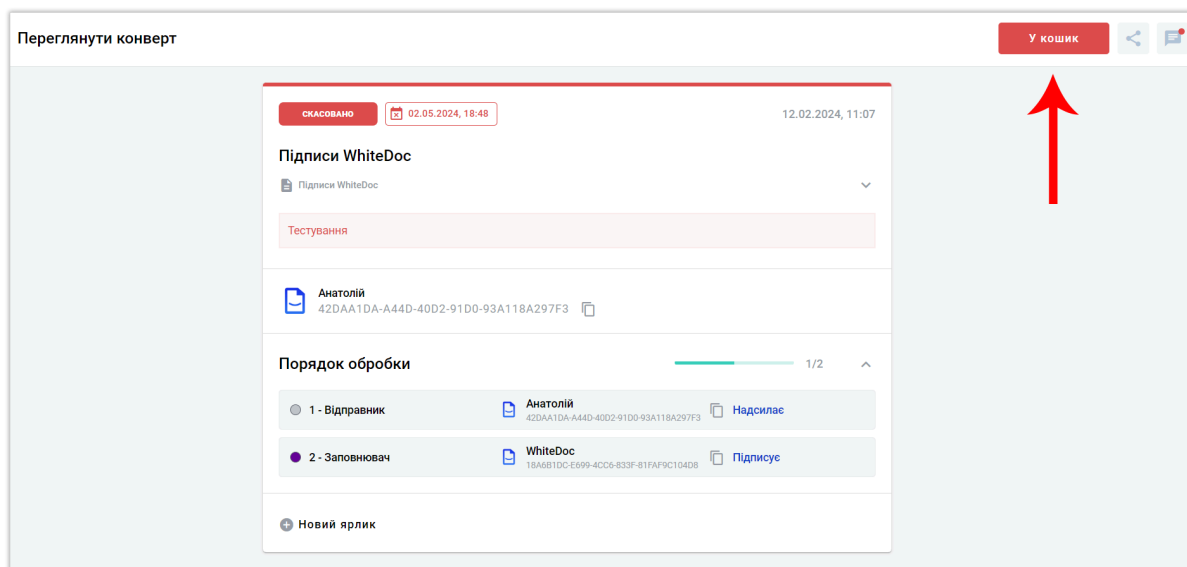 Переглянути конверт
У кошик
СКАСОВАНО 02.05.2024, 18:48 12.02.2024, 11:07
Підписи WhiteDoc
Підписи WhiteDoc
Тестування
Анатолій
42DAA1DA-A44D-40D2-91D0-93A118A297F3
Порядок обробки 1/2
1 - Відправник Анатолій Надсилає
42DAA1DA-A44D-40D2-91D0-93A118A297F3
2 - Заповнювач WhiteDoc Підписує
18A6B1DC-E699-4CC6-833F-81FAF9C104D8
Новий ярлик